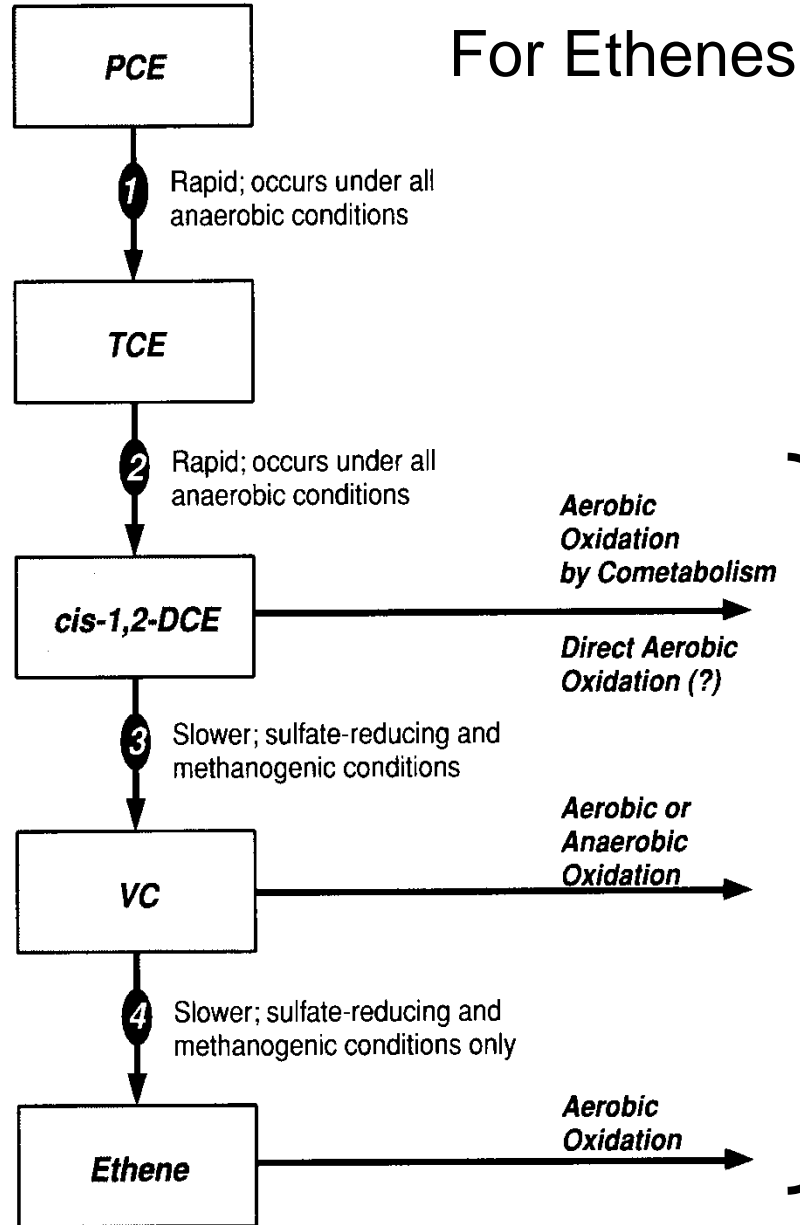 For Ethenes
PCE
1
Rapid; occurs under all
anaerobic conditions
TCE
2
Rapid; occurs under all
anaerobic conditions
Aerobic
Oxidation
by Cometabolism
cis-1,2-DCE
Direct Aerobic
Oxidation (?)
3
Slower; sulfate-reducing and
methanogenic conditions
Aerobic or
Anaerobic
Oxidation
VC
4
Slower; sulfate-reducing and
methanogenic conditions only
Aerobic
Oxidation
Ethene